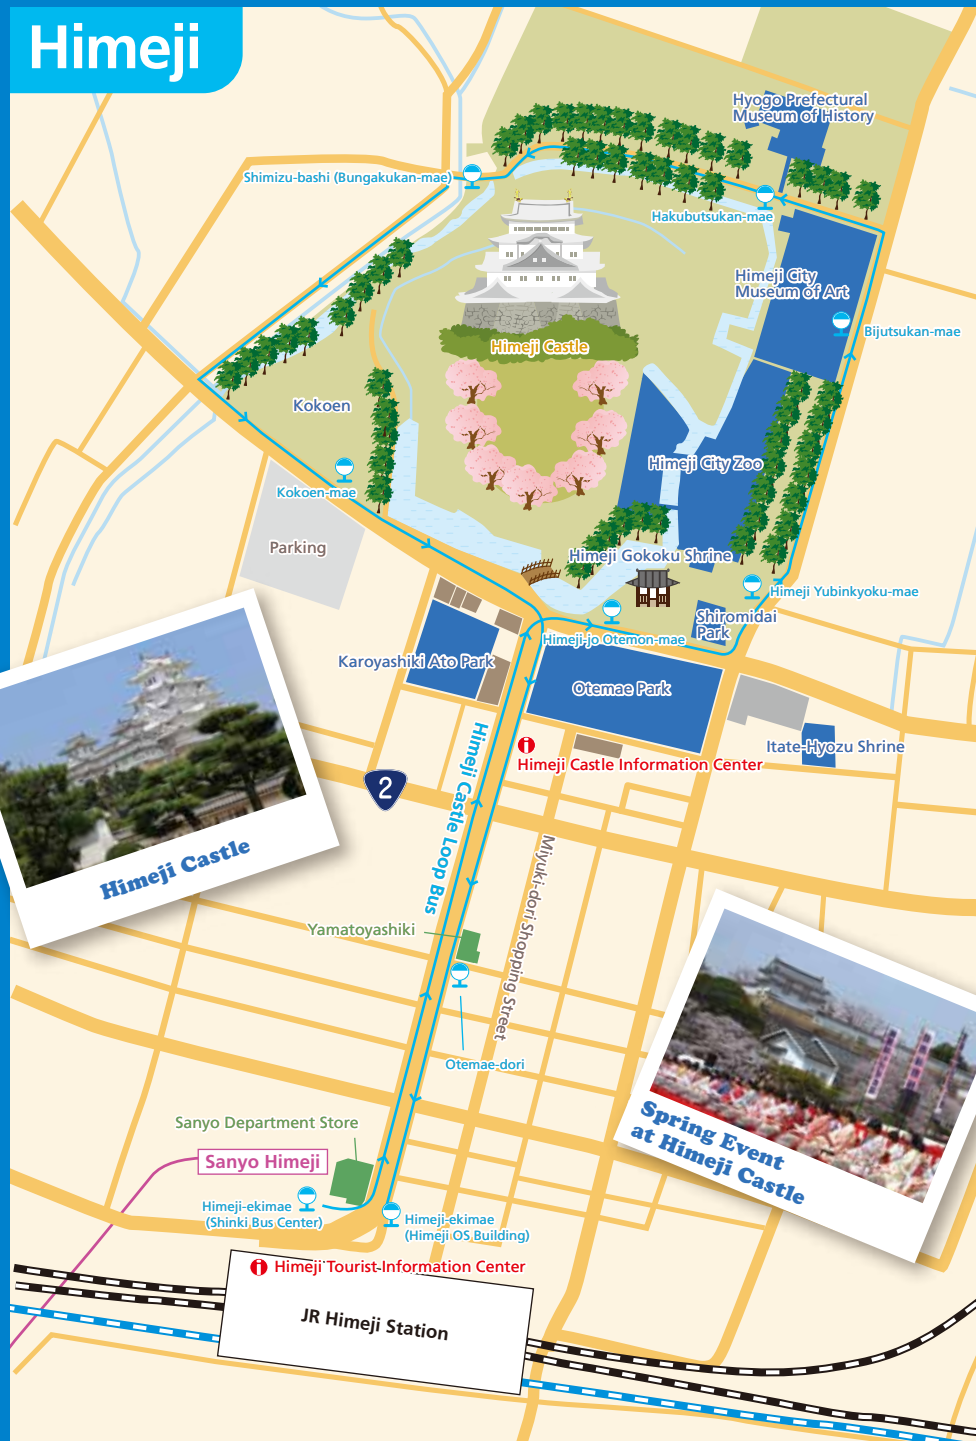 Himeji
Hyogo Prefectural
Museum of History
Shimizu-bashi (Bungakukan-mae)
Hakubutsukan-mae
Himeji City
Museum of Art
Bijutsukan-mae
Himeji Castle
Kokoen
Himeji City Zoo
Kokoen-mae
Parking
Himeji Gokoku Shrine
Himeji Yubinkyoku-mae
Shiromidai
Park
Himeji-jo Otemon-mae
Karoyashiki Ato Park
Otemae Park
Itate-Hyozu Shrine
Himeji Castle Information Center
2
Himeji Castle Loop Bus
Miyuki-dori Shopping Street
Himeji Castle
Yamatoyashiki
Otemae-dori
Spring Event
at Himeji Castle
Sanyo Department Store
Sanyo Himeji
Himeji-ekimae
(Shinki Bus Center)
Himeji-ekimae
(Himeji OS Building)
Himeji Tourist Information Center
JR Himeji Station